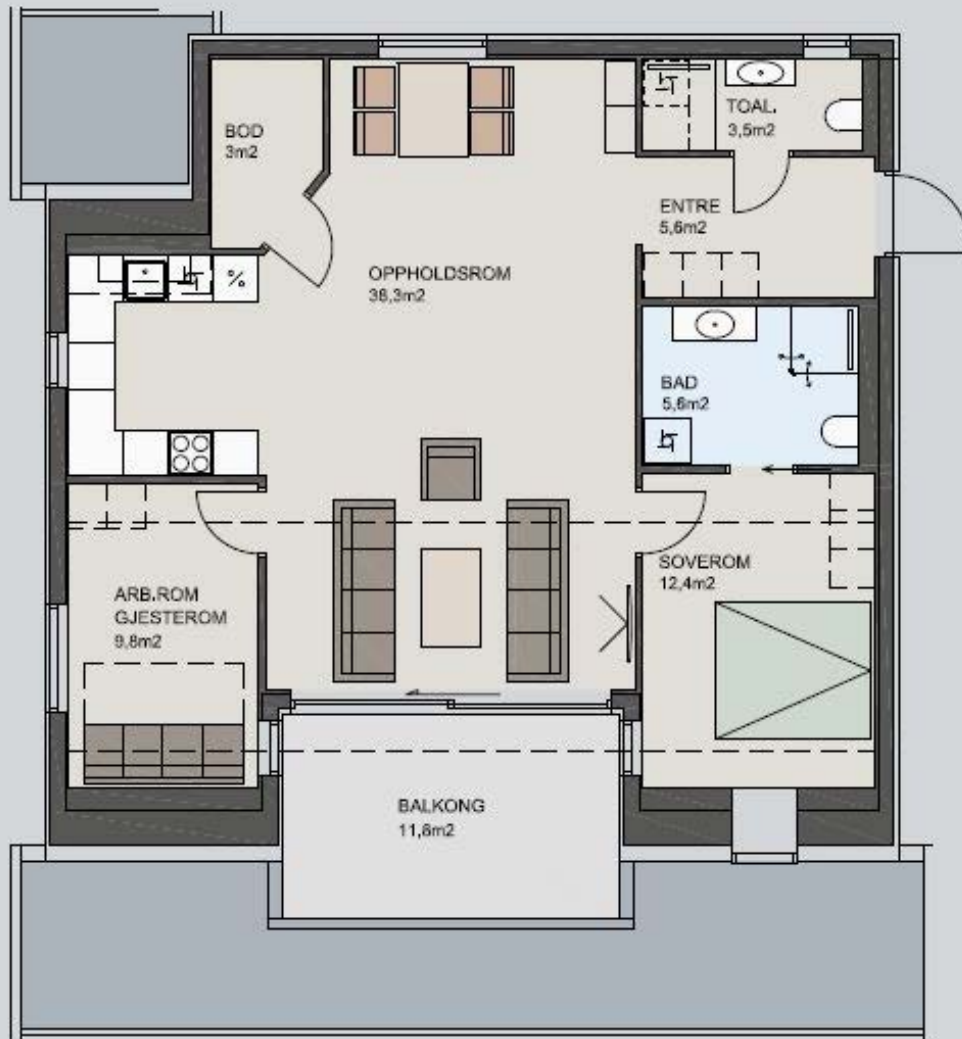 BOD
3m2
TOAL.
3,5m2
ENTRE
5,6m2
OPPHOLDSROM
38,3m2
%
BAD
5,6m2
SOVEROM
12,4m2
ARB.ROM
GJESTEROM
9,8m2
BALKONG
11,8m2